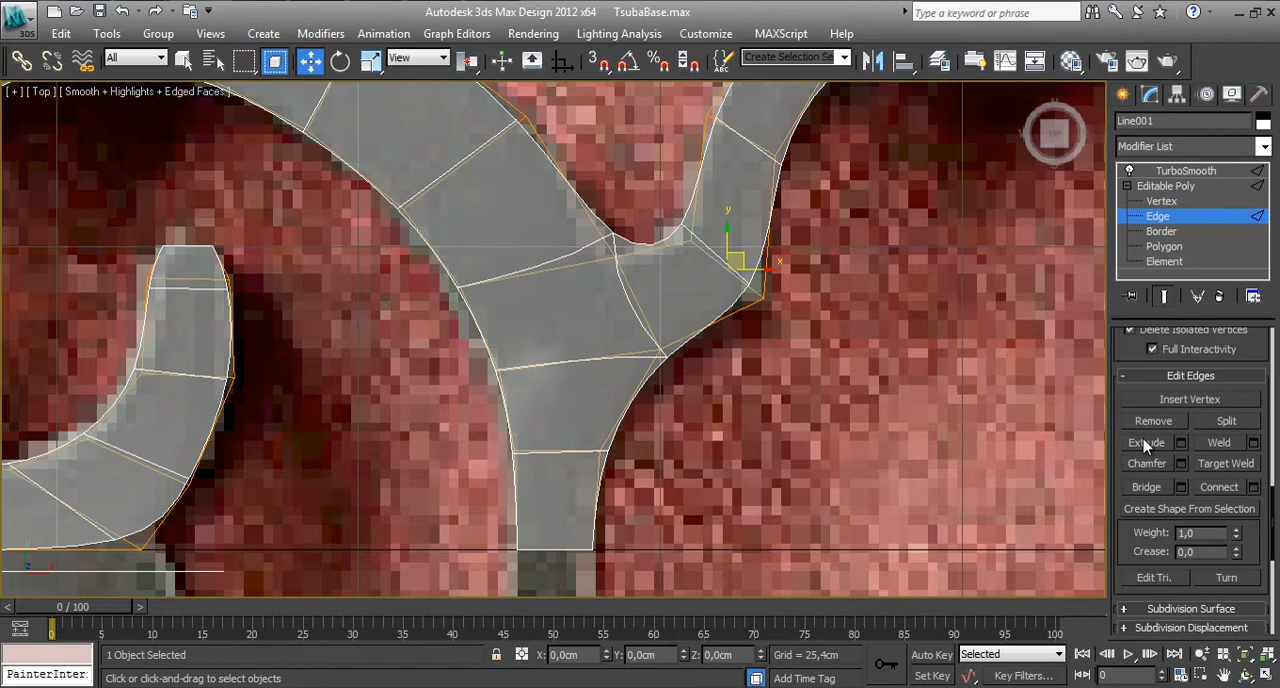 Autodesk 3ds Max Design 2012 x64 TsubaBase.max
Type a keyword or phrase
3DS
Edit Tools Group Views Create Modifiers Animation Graph Editors Rendering Lighting Analysis Customize MAXScript Help
All View 3 Create Selection Se
[ + ] [ Top ] [ Smooth + Highlights + Edged Faces ]
TOP
Line001
Modifier List
TurboSmooth
Editable Poly
Vertex
Edge
Border
Polygon
Element
Delete Isolated Vertices
Full Interactivity
- Edit Edges
Insert Vertex
Remove Split
Extrude Weld
Chamfer Target Weld
Bridge Connect
Create Shape From Selection
Weight: 1,0
Crease: 0,0
Edit Tri. Turn
+ Subdivision Surface
+ Subdivision Displacement
y
x
z x
< 0 / 100 >
0 5 10 15 20 25 30 35 40 45 50 55 60 65 70 75 80 85 90 95 100
1 Object Selected X: 0,0cm Y: 0,0cm Z: 0,0cm Grid = 25,4cm Auto Key Selected
PainterInter: Click or click-and-drag to select objects Add Time Tag Set Key Key Filters... 0